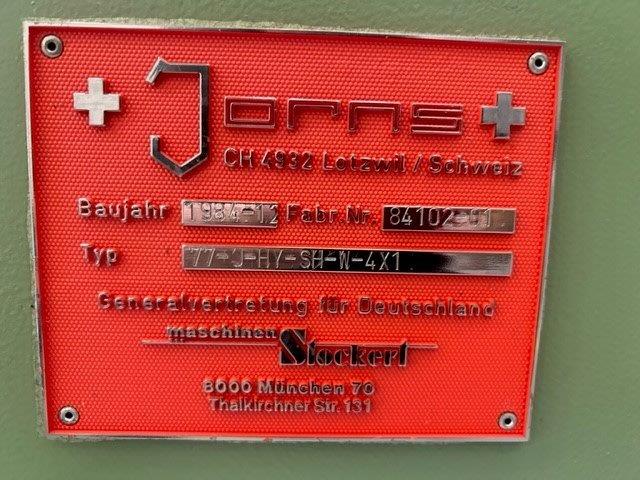 Jorns
CH 4932 Lotzwil / Schweiz
Baujahr 1984-12 Fabr.Nr. 84102-01
Typ 77-J-HY-SH-W-4X1
Generalvertretung für Deutschland
maschinen Stockert
8000 München 70
Thalkirchner Str. 131